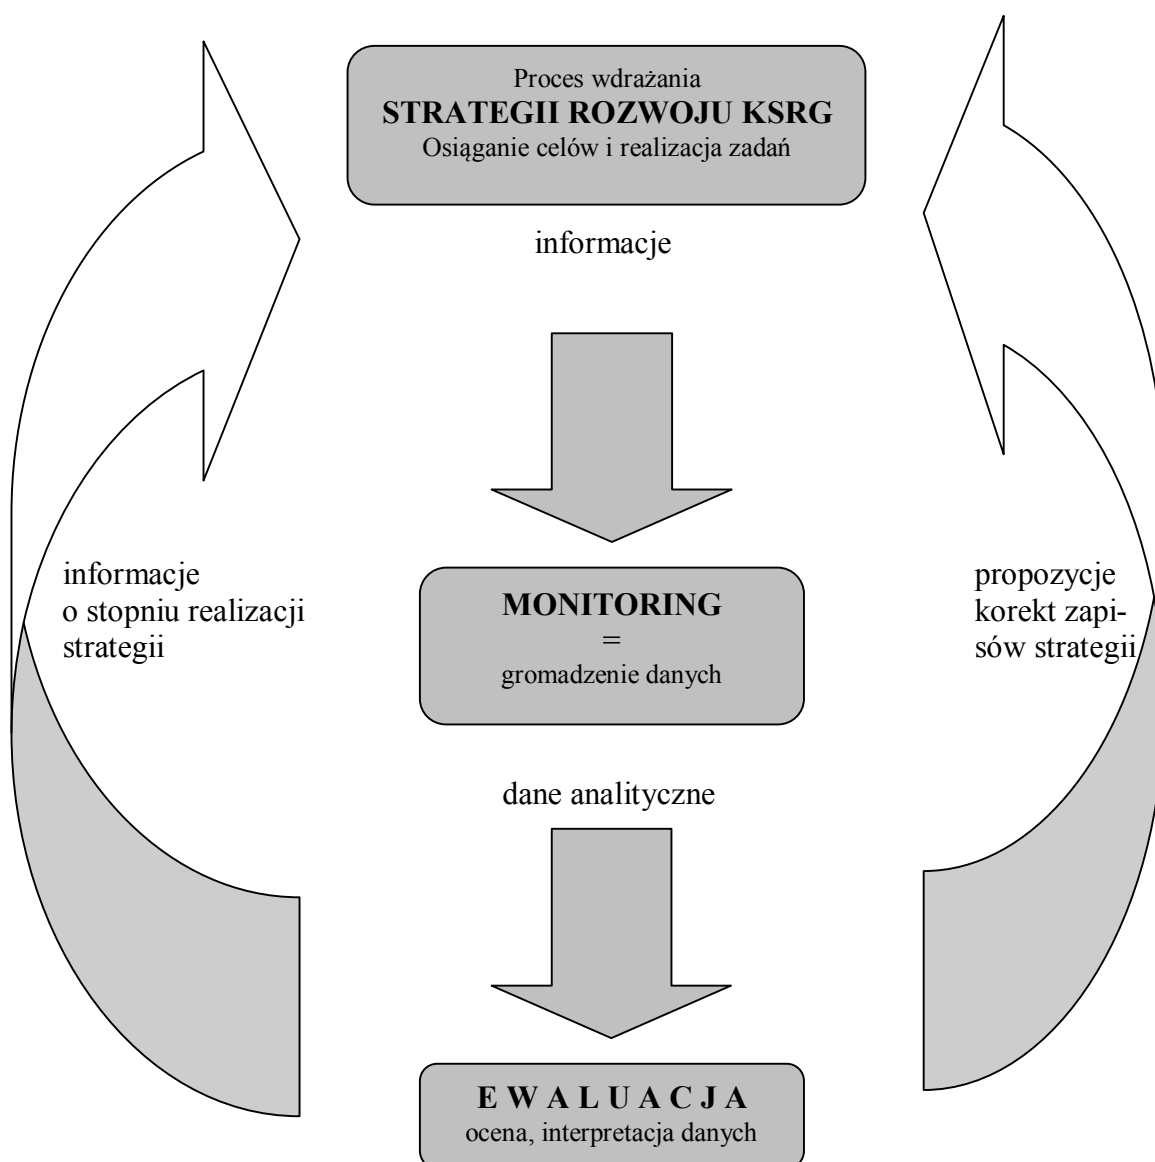 Proces wdrażania
STRATEGII ROZWOJU KSRG
Osiąganie celów i realizacja zadań
informacje
informacje
o stopniu realizacji
strategii
MONITORING
=
gromadzenie danych
propozycje
korekt zapi-
sów strategii
dane analityczne
E W A L U A C J A
ocena, interpretacja danych